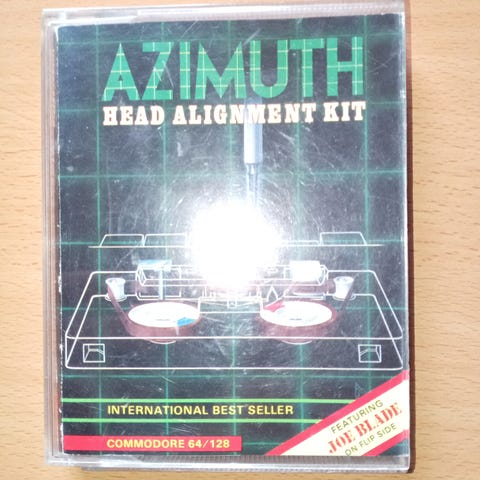 AZIMUTH
HEAD ALIGNMENT KIT
INTERNATIONAL BEST SELLER
COMMODORE 64/128
FEATURING
JOE BLADE
ON FLIP SIDE